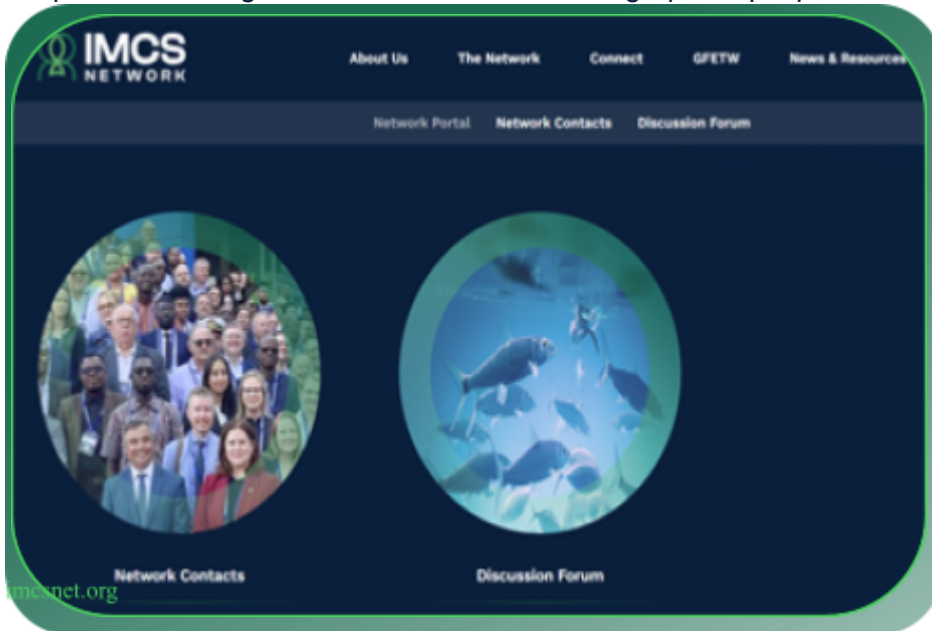 IMCS
NETWORK
About Us The Network Connect GFETW News & Resources
Network Portal Network Contacts Discussion Forum
Network Contacts Discussion Forum
imcsnet.org